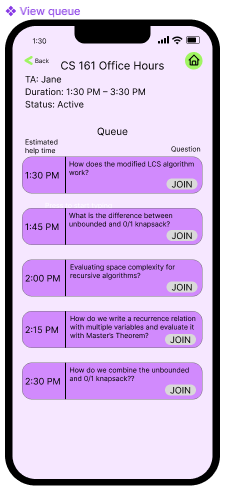 View queue
1:30
Back
CS 161 Office Hours
TA: Jane
Duration: 1:30 PM – 3:30 PM
Status: Active
Queue
Estimated
help time
Question
1:30 PM
How does the modified LCS algorithm
work?
JOIN
1:45 PM
What is the difference between
unbounded and 0/1 knapsack?
JOIN
2:00 PM
Evaluating space complexity for
recursive algorithms?
JOIN
2:15 PM
How do we write a recurrence relation
with multiple variables and evaluate it
with Master's Theorem?
JOIN
2:30 PM
How do we combine the unbounded
and 0/1 knapsack??
JOIN